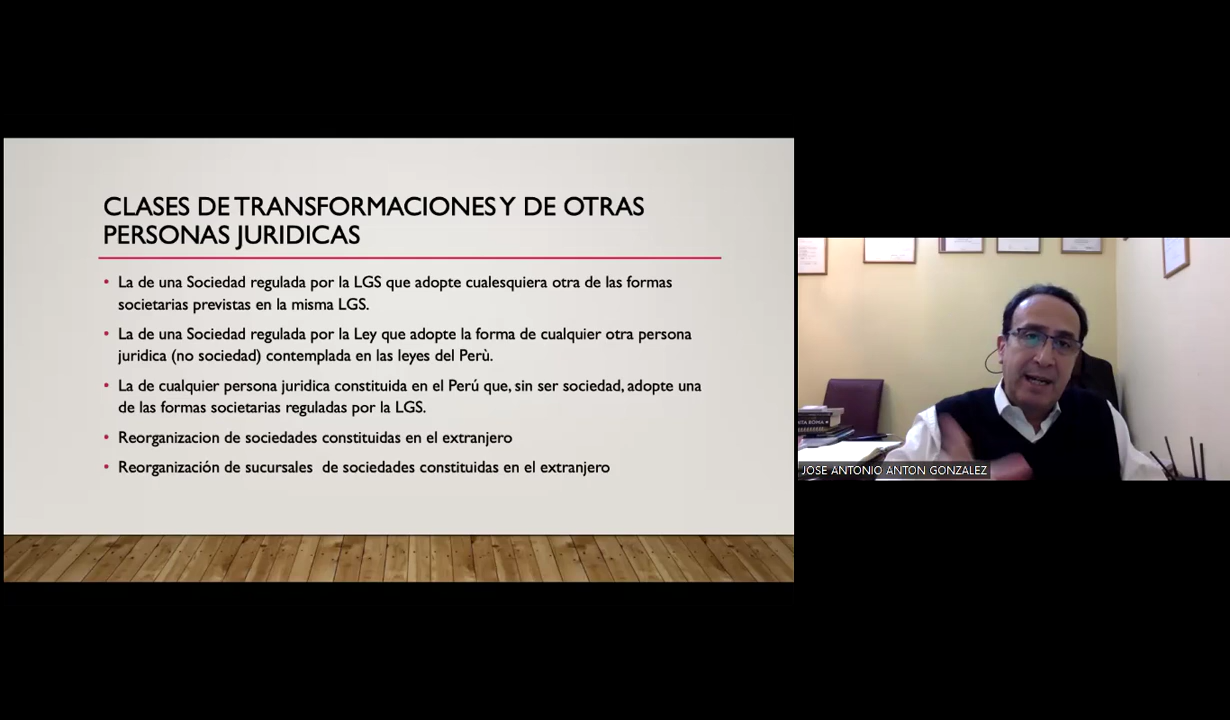 CLASES DE TRANSFORMACIONES Y DE OTRAS
PERSONAS JURIDICAS
• La de una Sociedad regulada por la LGS que adopte cualesquiera otra de las formas
societarias previstas en la misma LGS.
• La de una Sociedad regulada por la Ley que adopte la forma de cualquier otra persona
juridica (no sociedad) contemplada en las leyes del Perù.
• La de cualquier persona juridica constituida en el Perú que, sin ser sociedad, adopte una
de las formas societarias reguladas por la LGS.
• Reorganizacion de sociedades constituidas en el extranjero
• Reorganización de sucursales  de sociedades constituidas en el extranjero
JOSE ANTONIO ANTON GONZALEZ